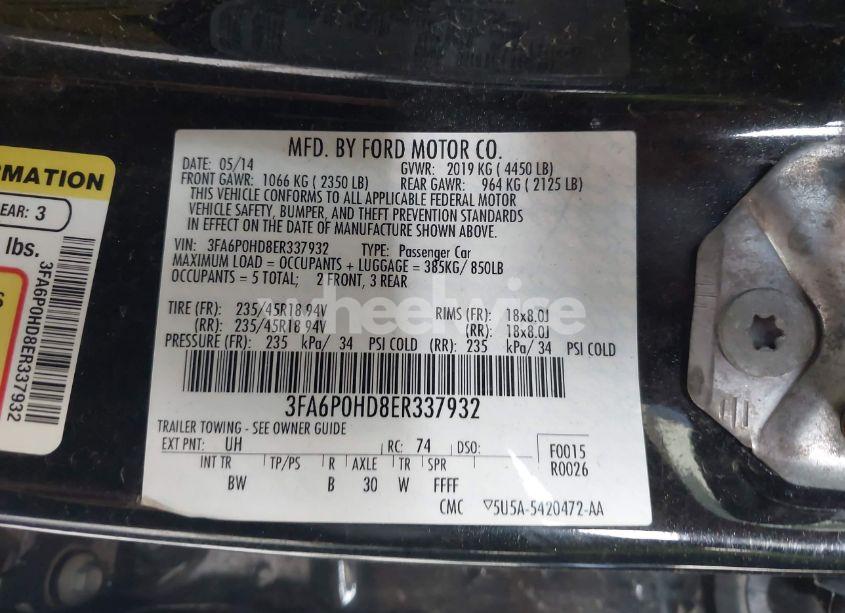 MFD. BY FORD MOTOR CO.
DATE: 05/14 GVWR: 2019 KG ( 4450 LB)
FRONT GAWR: 1066 KG ( 2350 LB) REAR GAWR: 964 KG ( 2125 LB)
THIS VEHICLE CONFORMS TO ALL APPLICABLE FEDERAL MOTOR
VEHICLE SAFETY, BUMPER, AND THEFT PREVENTION STANDARDS
IN EFFECT ON THE DATE OF MANUFACTURE SHOWN ABOVE.
VIN: 3FA6P0HD8ER337932 TYPE: Passenger Car
MAXIMUM LOAD = OCCUPANTS + LUGGAGE = 385KG/ 850LB
OCCUPANTS = 5 TOTAL; 2 FRONT, 3 REAR
TIRE (FR): 235/45R18 94V RIMS (FR): 18x8.0J
(RR): 235/45R18 94V (RR): 18x8.0J
PRESSURE (FR): 235 kPa/ 34 PSI COLD (RR): 235 kPa/ 34 PSI COLD
3FA6P0HD8ER337932
TRAILER TOWING - SEE OWNER GUIDE
EXT PNT: UH RC: 74 DSO: F0015
R0026
INT TR TP/PS R AXLE TR SPR
BW B 30 W FFFF
CMC ▽5U5A-5420472-AA
RMATION
EAR: 3
lbs.
3FA6P0HD8ER337932
wheelwise